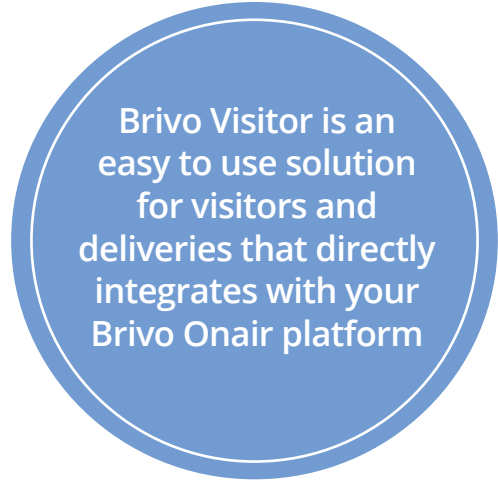 Brivo Visitor is an
easy to use solution
for visitors and
deliveries that directly
integrates with your
Brivo Onair platform